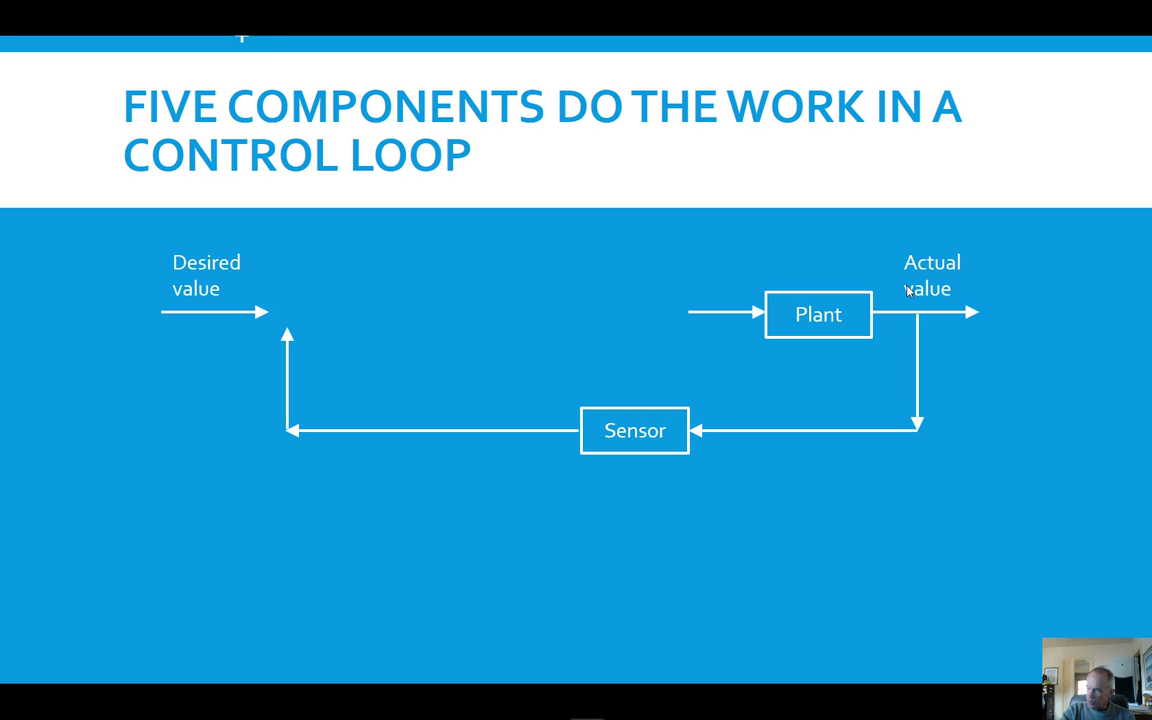 FIVE COMPONENTS DO THE WORK IN A
CONTROL LOOP
Desired
value
Actual
value
Plant
Sensor